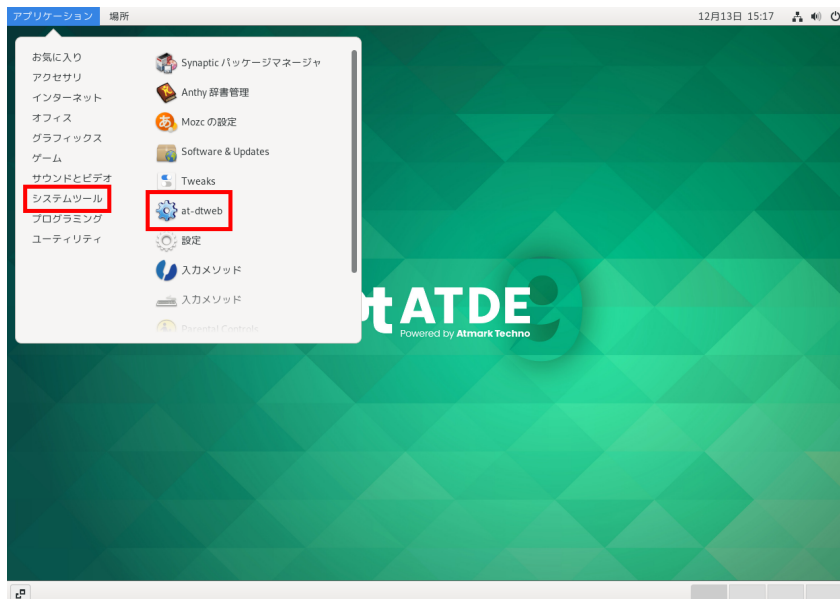 アプリケーション 場所 12月13日 15:17
お気に入り
アクセサリ
インターネット
オフィス
グラフィックス
ゲーム
サウンドとビデオ
システムツール
プログラミング
ユーティリティ
Synaptic パッケージマネージャ
Anthy 辞書管理
Mozc の設定
Software & Updates
Tweaks
at-dtweb
設定
入力メソッド
入力メソッド
Parental Controls
ATDE 9
Powered by Atmark Techno